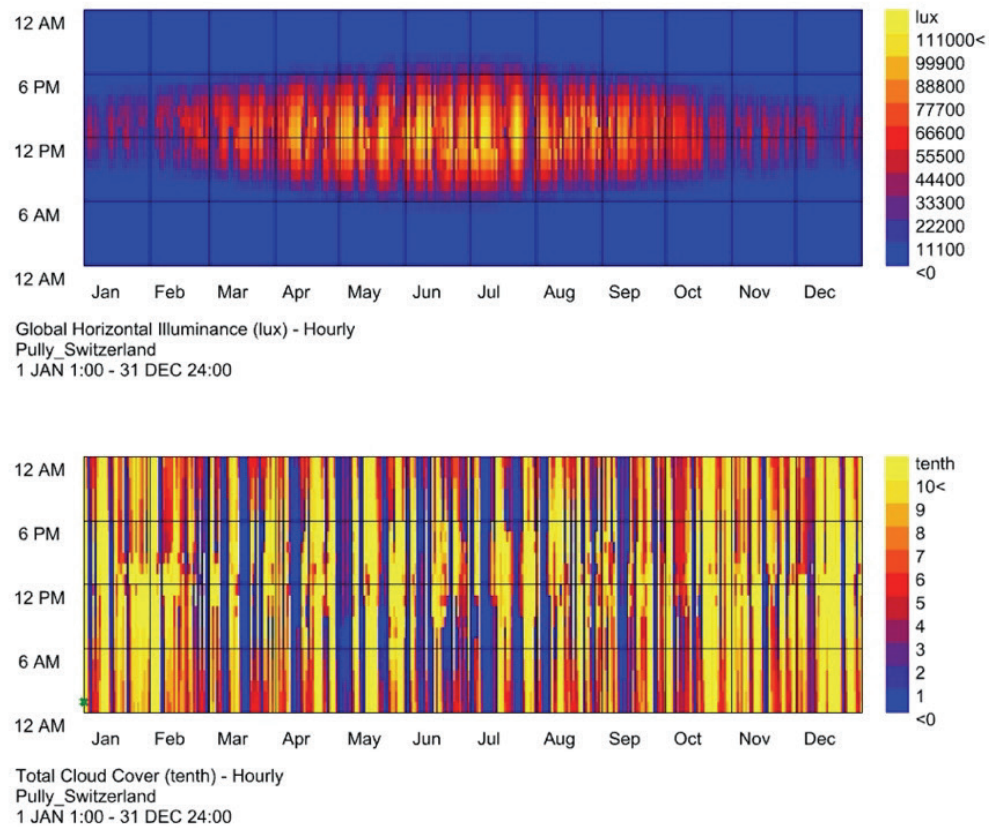 12 AM
6 PM
12 PM
6 AM
12 AM
Jan Feb Mar Apr May Jun Jul Aug Sep Oct Nov Dec
lux
111000<
99900
88800
77700
66600
55500
44400
33300
22200
11100
<0
Global Horizontal Illuminance (lux) - Hourly
Pully_Switzerland
1 JAN 1:00 - 31 DEC 24:00
12 AM
6 PM
12 PM
6 AM
12 AM
Jan Feb Mar Apr May Jun Jul Aug Sep Oct Nov Dec
tenth
10<
9
8
7
6
5
4
3
2
1
<0
Total Cloud Cover (tenth) - Hourly
Pully_Switzerland
1 JAN 1:00 - 31 DEC 24:00